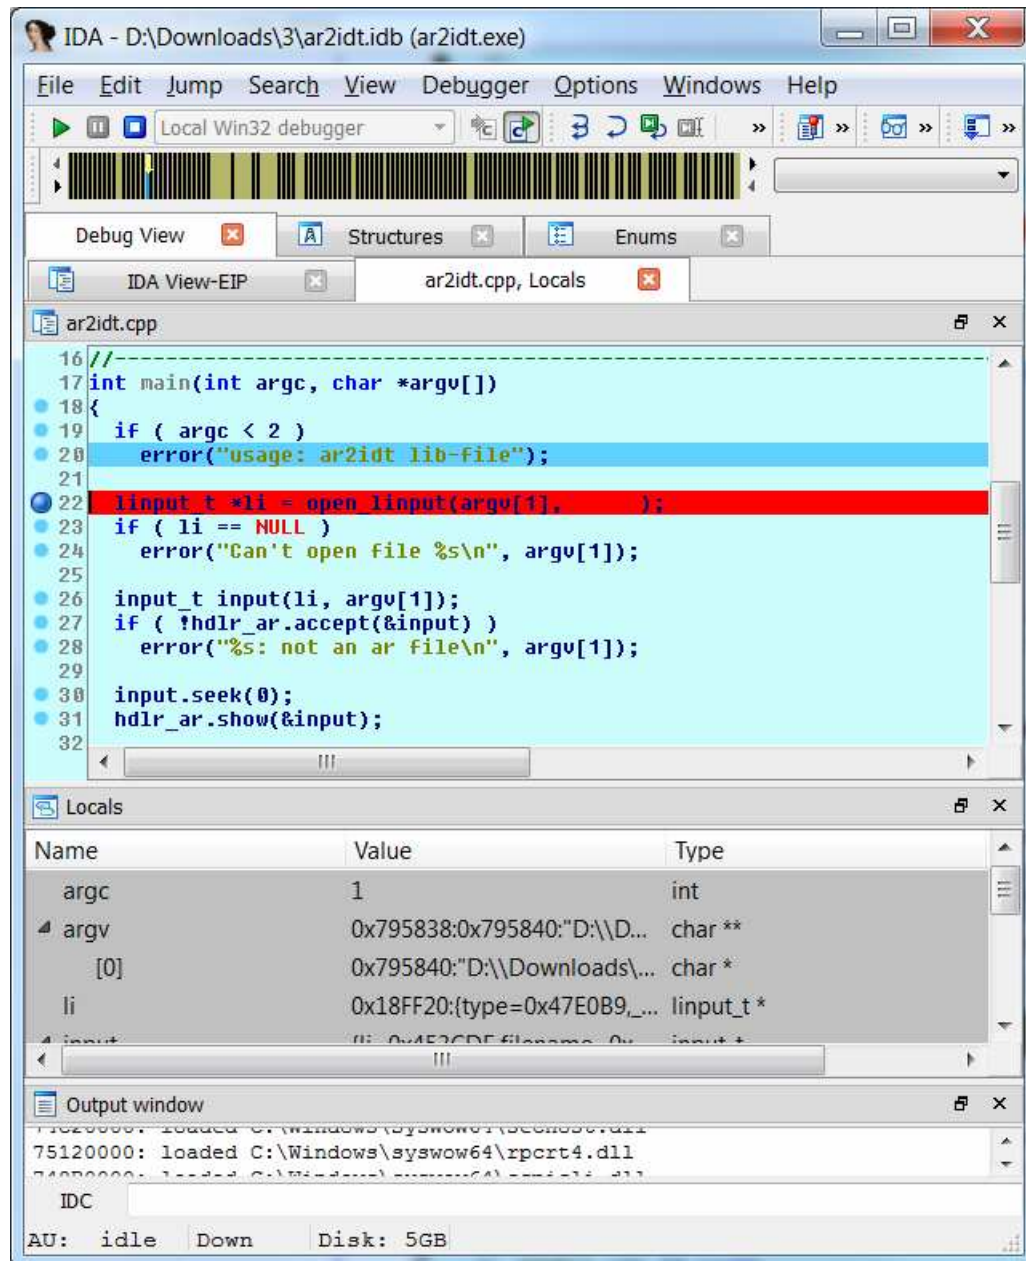 IDA - D:\Downloads\3\ar2idt.idb (ar2idt.exe)
File Edit Jump Search View Debugger Options Windows Help
Local Win32 debugger
Debug View Structures Enums
IDA View-EIP ar2idt.cpp, Locals
ar2idt.cpp
16 //----------------------------------------------------------------------
17 int main(int argc, char *argv[])
18 {
19 if ( argc < 2 )
20 error("usage: ar2idt lib-file");
21
22 linput_t *li = open_linput(argv[1], );
23 if ( li == NULL )
24 error("Can't open file %s\n", argv[1]);
25
26 input_t input(li, argv[1]);
27 if ( !hdlr_ar.accept(&input) )
28 error("%s: not an ar file\n", argv[1]);
29
30 input.seek(0);
31 hdlr_ar.show(&input);
32
Locals
Name Value Type
argc 1 int
argv 0x795838:0x795840:"D:\\D... char **
[0] 0x795840:"D:\\Downloads\... char *
li 0x18FF20:{type=0x47E0B9,_... linput_t *
Output window
75120000: loaded C:\Windows\syswow64\rpcrt4.dll
IDC
AU: idle Down Disk: 5GB